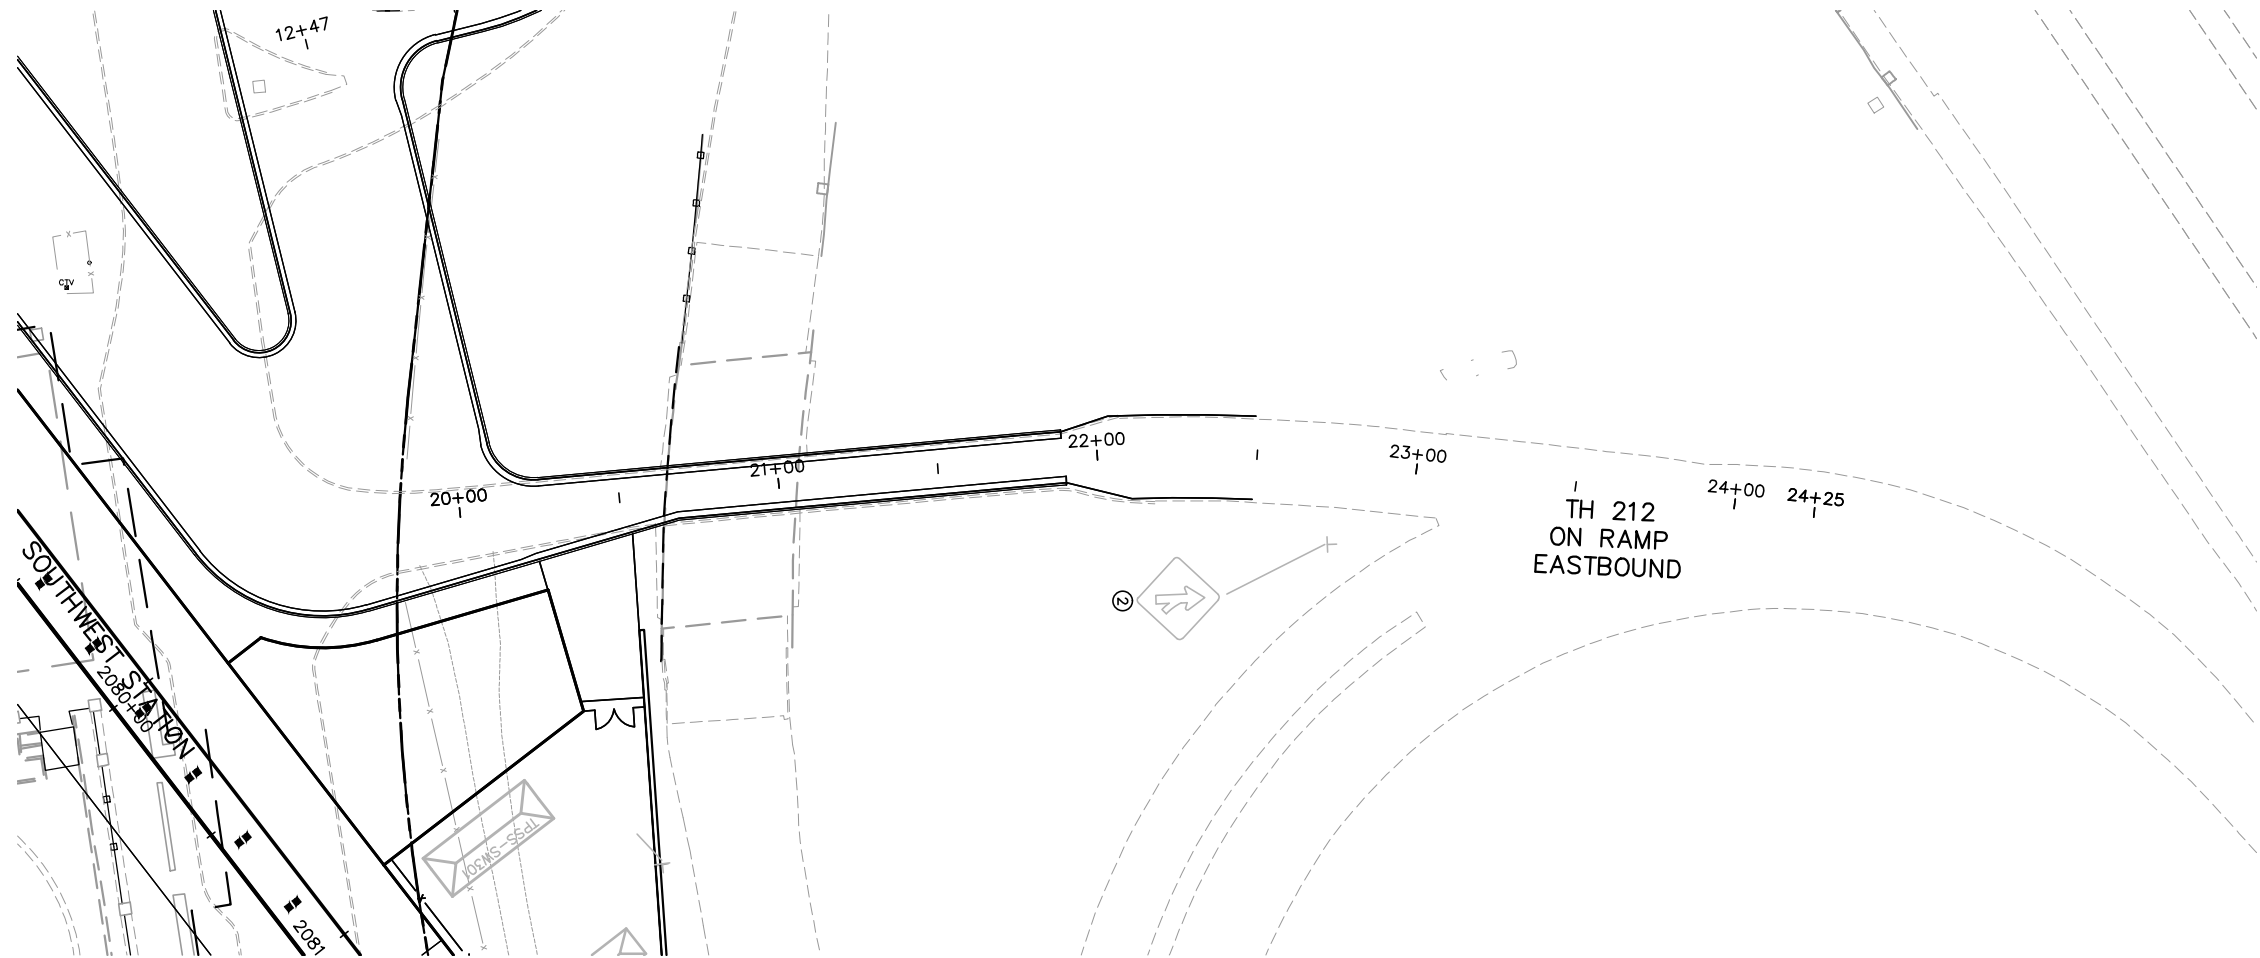 12+47
CTV
22+00
23+00
21+00
20+00
24+00
24+25
TH 212
ON RAMP
EASTBOUND
2
SOUTHWEST STATION
2080+00
TPSS-SW301
2081